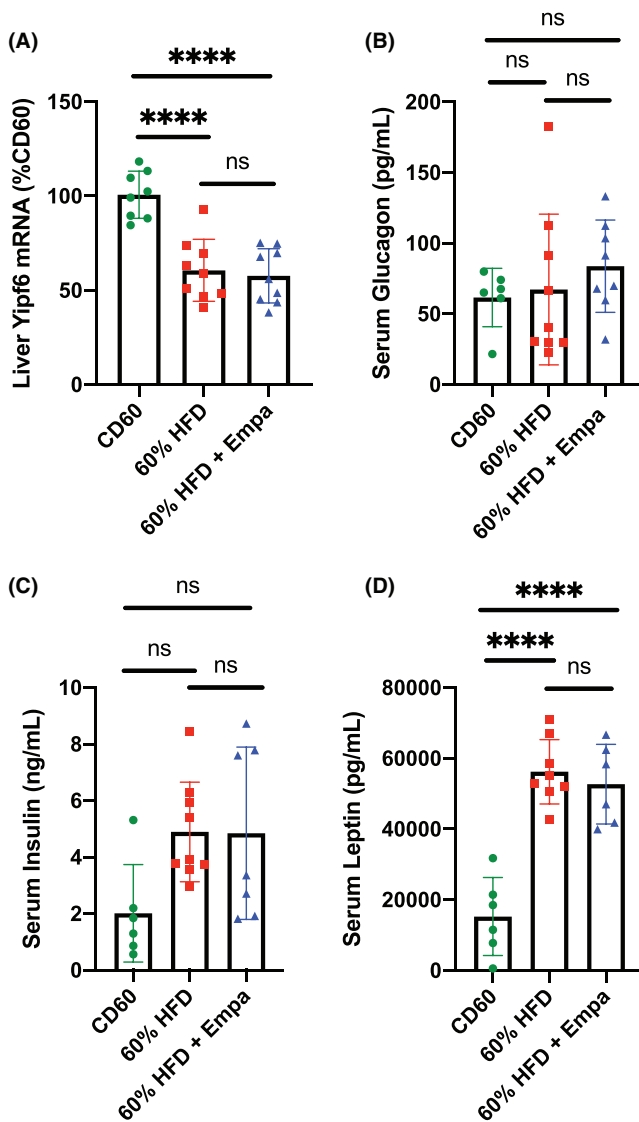 (A)
****
****
ns
Liver Yipf6 mRNA (%CD60)
150
100
50
0
CD60
60% HFD
60% HFD + Empa
(B)
ns
ns
ns
Serum Glucagon (pg/mL)
200
150
100
50
0
CD60
60% HFD
60% HFD + Empa
(C)
ns
ns
ns
Serum Insulin (ng/mL)
10
8
6
4
2
0
CD60
60% HFD
60% HFD + Empa
(D)
****
****
ns
Serum Leptin (pg/mL)
80000
60000
40000
20000
0
CD60
60% HFD
60% HFD + Empa